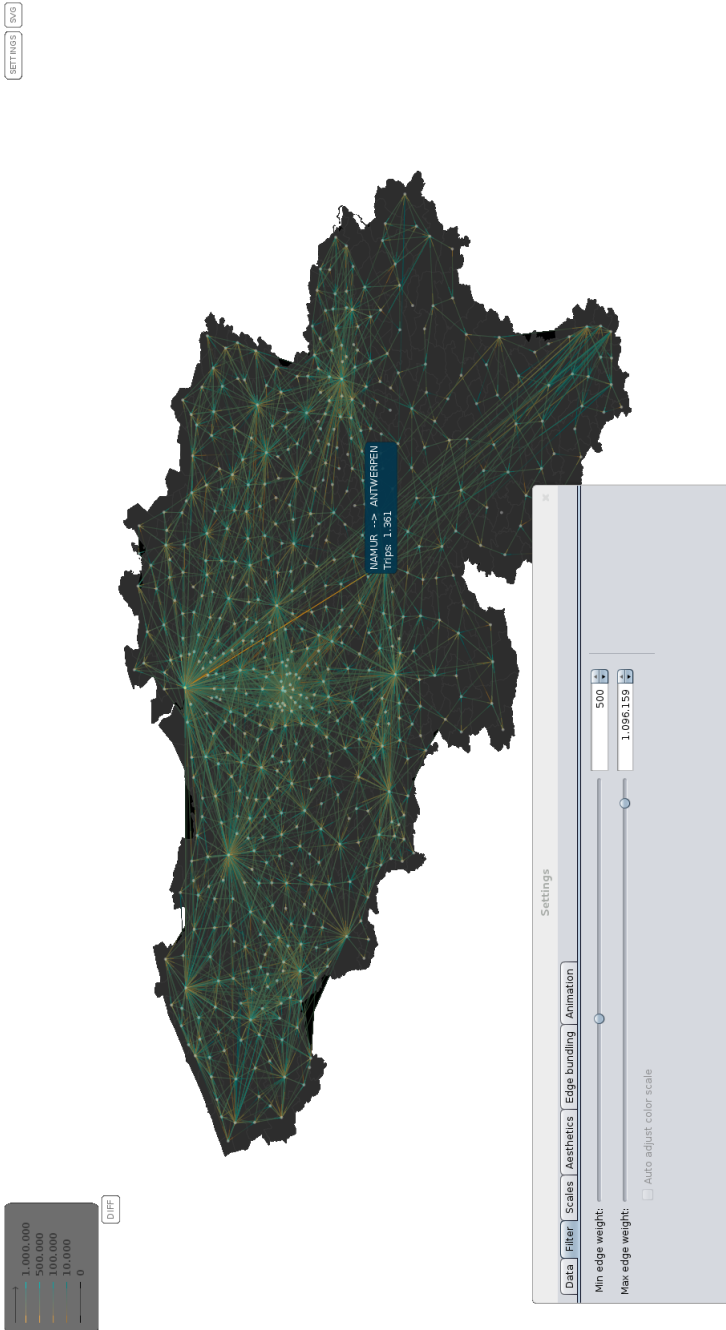 1.000.000
500.000
100.000
10.000
0
DIFF
SETTINGS
SVG
NAMUR --> ANTWERPEN
Trips: 1.361
Settings
Data
Filter
Scales
Aesthetics
Edge bundling
Animation
Min edge weight:
500
Max edge weight:
1.096.159
Auto adjust color scale